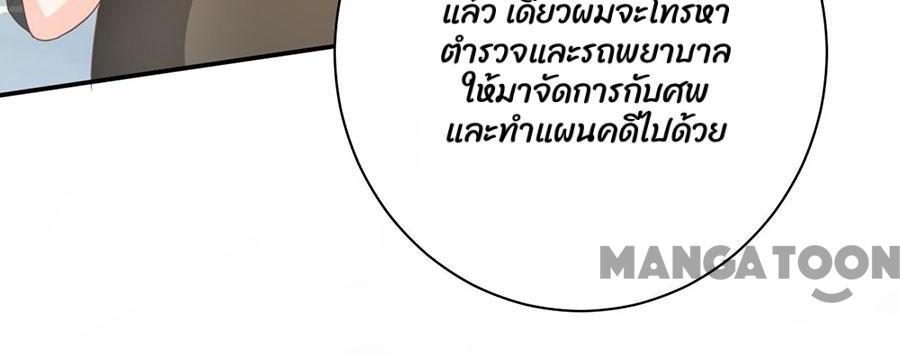 แล้ว เดี๋ยวผมจะโทรหา
ตำรวจและรถพยาบาล
ให้มาจัดการกับศพ
และทำแผนคดีไปด้วย
MANGATOON